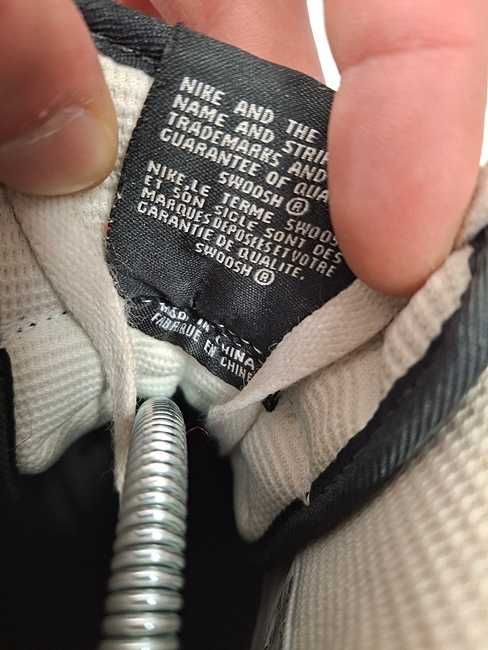 NIKE AND THE
NAME AND STRI
TRADEMARKS AND
GUARANTEE OF QUA
SWOOSH ®
NIKE, LE TERME SWOOS
ET SON SIGLE SONT DES
MARQUES DEPOSEES ET VOTRE
GARANTIE DE QUALITE.
SWOOSH ®
MADE IN CHINA
FABRIQUE EN CHINE